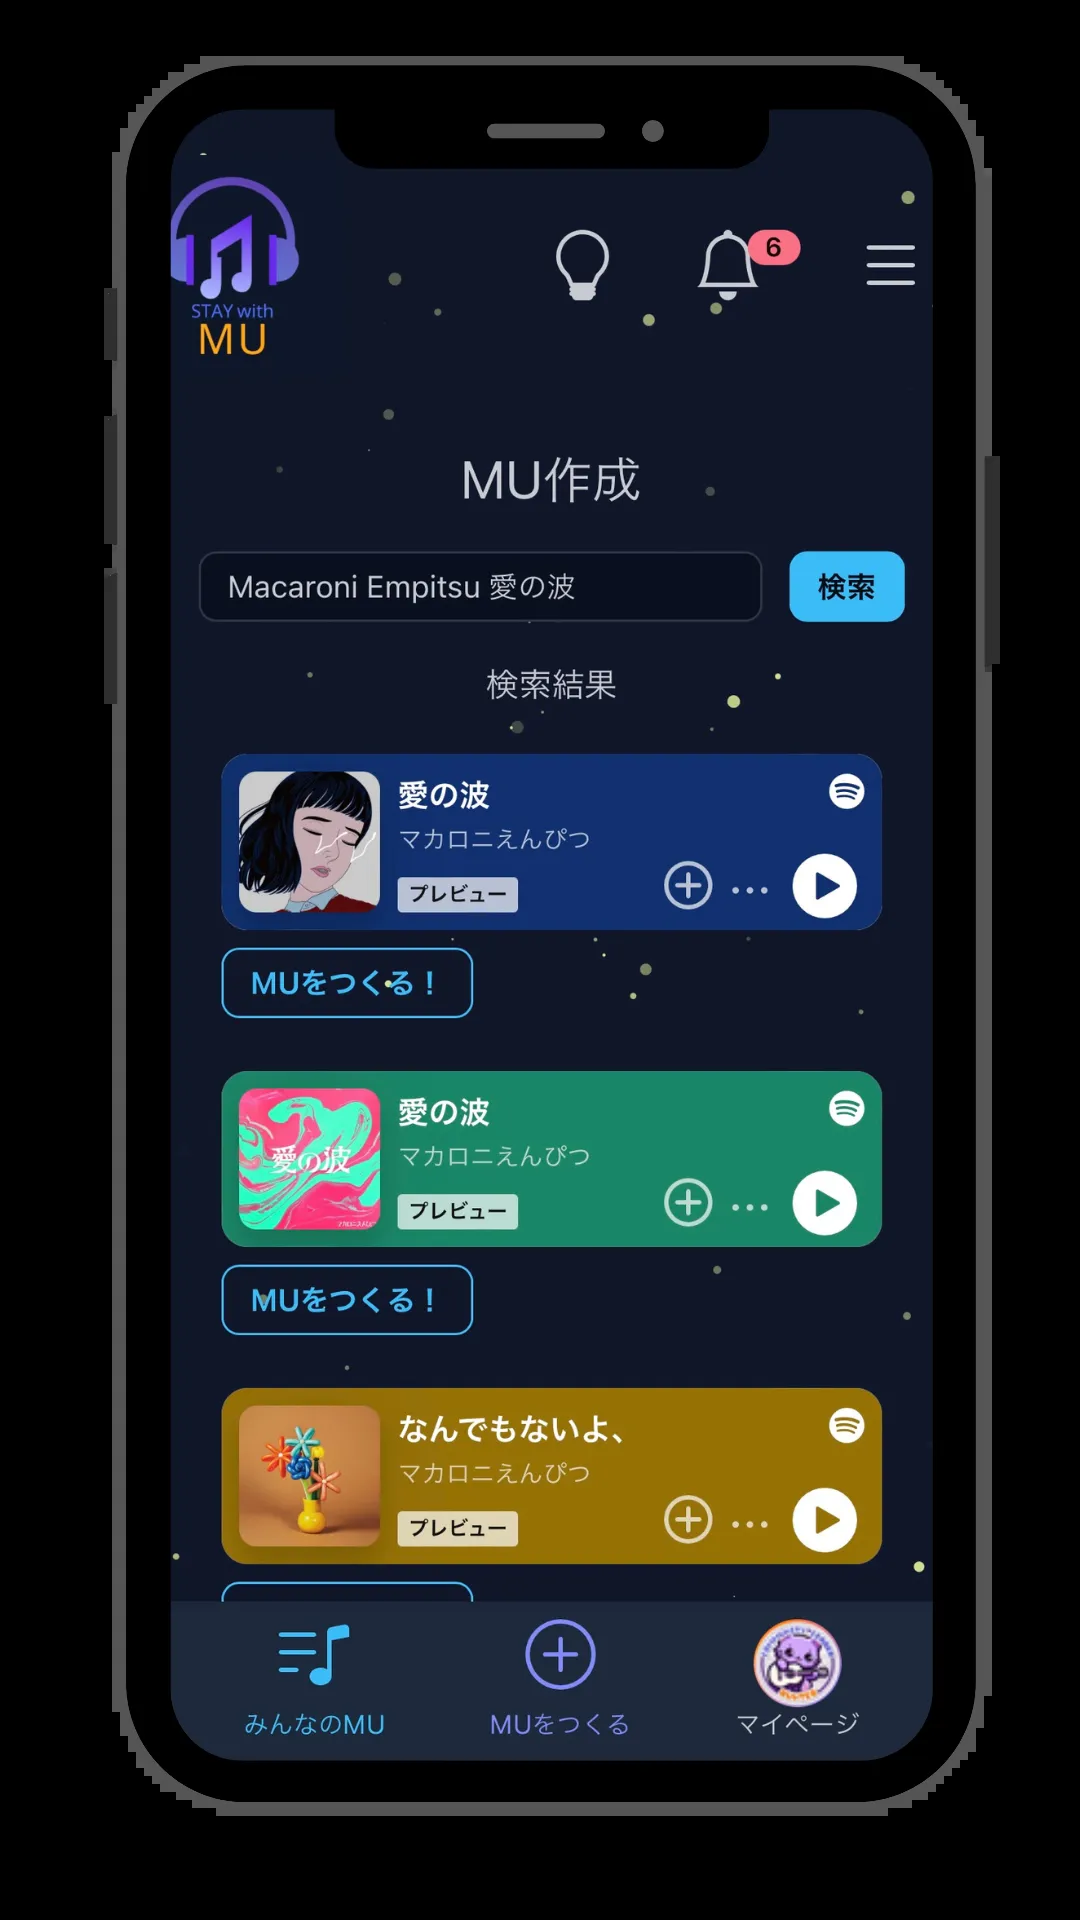 STAY with
MU
6
MU作成
Macaroni Empitsu 愛の波
検索
検索結果
愛の波
マカロニえんぴつ
プレビュー
MUをつくる！
愛の波
愛の波
マカロニえんぴつ
プレビュー
MUをつくる！
なんでもないよ、
マカロニえんぴつ
プレビュー
みんなのMU
MUをつくる
マイページ